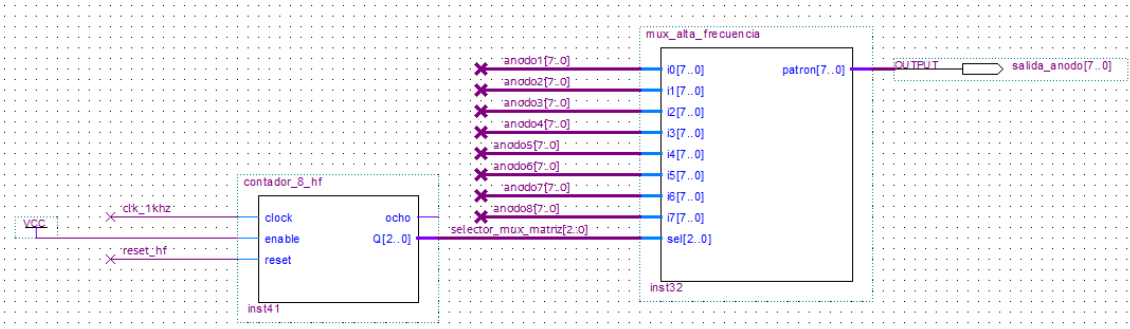 mux_alta_frecuencia
anodo1[7..0]
i0[7..0]
patron[7..0]
OUTPUT
salida_anodo[7..0]
anodo2[7..0]
i1[7..0]
anodo3[7..0]
i2[7..0]
anodo4[7..0]
i3[7..0]
anodo5[7..0]
i4[7..0]
anodo6[7..0]
i5[7..0]
anodo7[7..0]
i6[7..0]
anodo8[7..0]
i7[7..0]
selector_mux_matriz[2..0]
sel[2..0]
inst32
contador_8_hf
clk_1khz
clock
ocho
VCC
enable
Q[2..0]
reset_hf
reset
inst41